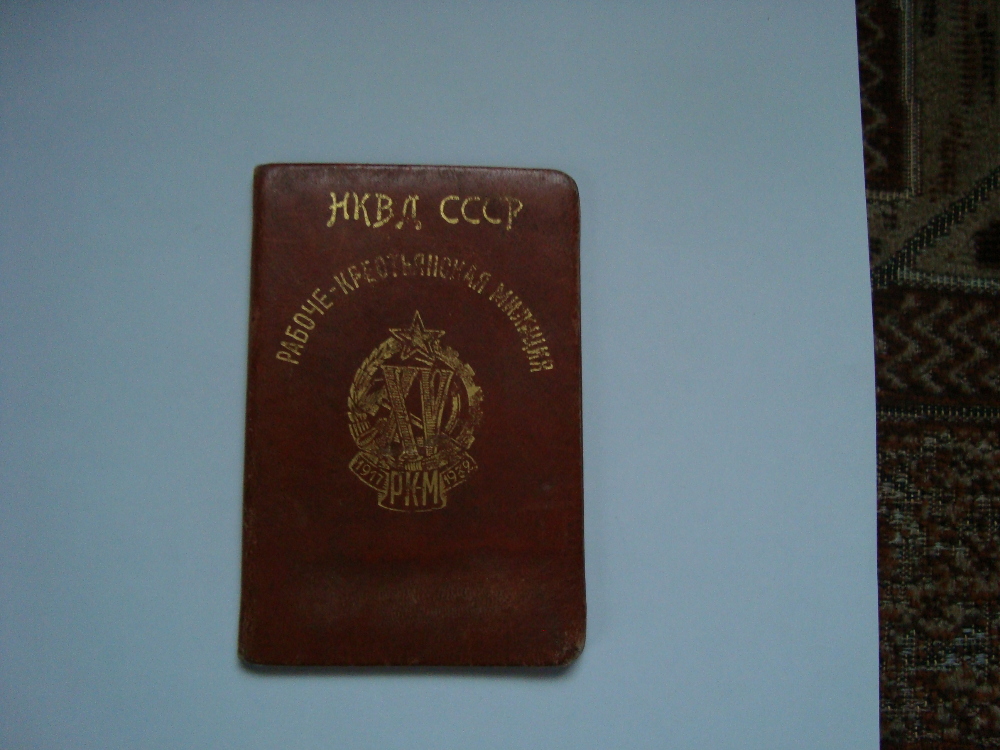 НКВД СССР
РАБОЧЕ-КРЕСТЬЯНСКАЯ МИЛИЦИЯ
XV
1917 1932
РКМ